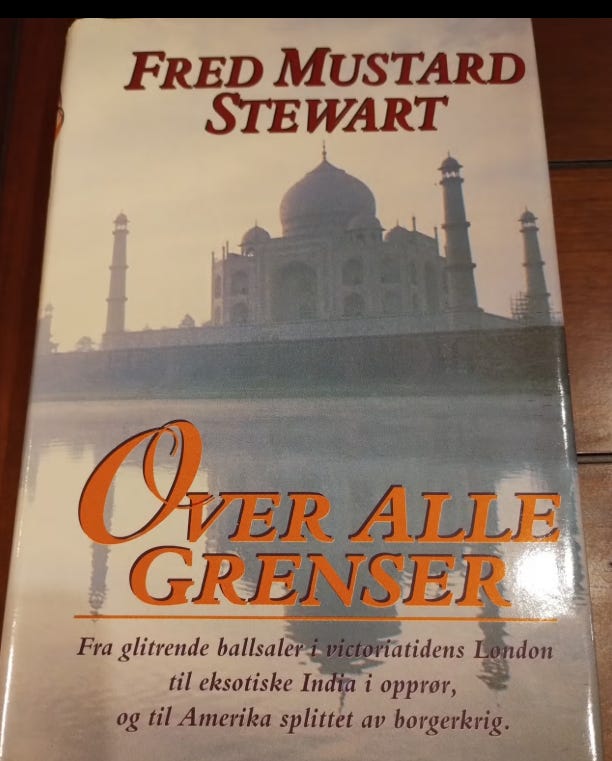 FRED MUSTARD
STEWART
OVER ALLE
GRENSER
Fra glitrende ballsaler i victoriatidens London
til eksotiske India i opprør,
og til Amerika splittet av borgerkrig.